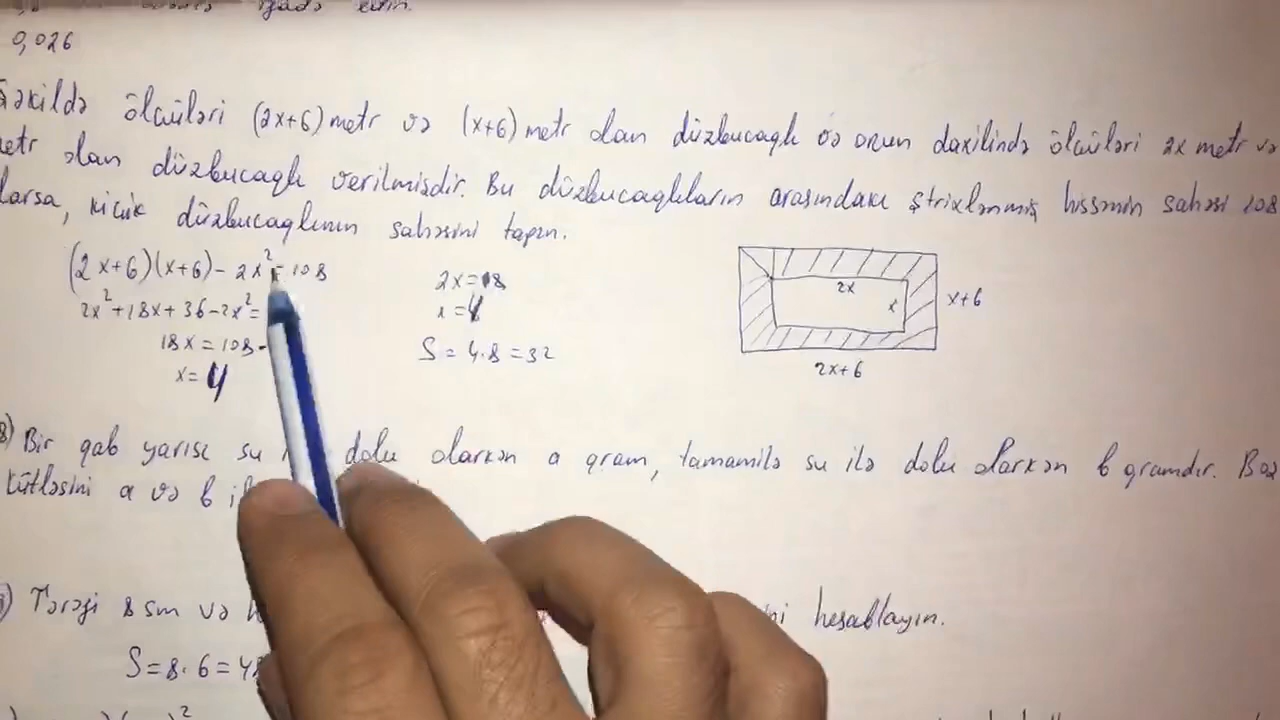 ifadə edin.
0,026
Şəkildə ölçüləri (2x+6) metr və (x+6) metr olan düzbucaqlı və onun daxilində ölçüləri 2x metr və
metr olan düzbucaqlı verilmişdir. Bu düzbucaqlıların arasındakı ştrixlənmiş hissənin sahəsi 108
olarsa, kiçik düzbucaqlının sahəsini tapın.
(2x+6)(x+6) - 2x² = 108
2x² + 18x + 36 - 2x² =
18x = 108 -
x = 4
2x = 8
x = 4
S = 4·8 = 32
2x
x
x+6
2x+6
8) Bir qab yarısı su dolu olarkən a qram, tamamilə su ilə dolu olarkən b qramdır.
kütləsini a və b
Tərəfi 8 sm və hesablayın.
S = 8·6 = 48